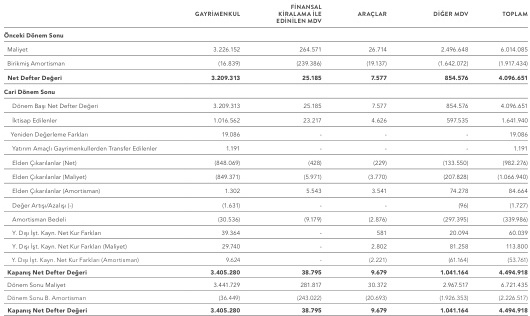 GAYRİMENKUL FİNANSAL KİRALAMA İLE EDİNİLEN MDV ARAÇLAR DİĞER MDV TOPLAM
Önceki Dönem Sonu
Maliyet 3.226.152 264.571 26.714 2.496.648 6.014.085
Birikmiş Amortisman (16.839) (239.386) (19.137) (1.642.072) (1.917.434)
Net Defter Değeri 3.209.313 25.185 7.577 854.576 4.096.651
Cari Dönem Sonu
Dönem Başı Net Defter Değeri 3.209.313 25.185 7.577 854.576 4.096.651
İktisap Edilenler 1.016.562 23.217 4.626 597.535 1.641.940
Yeniden Değerleme Farkları 19.086 - - - 19.086
Yatırım Amaçlı Gayrimenkullerden Transfer Edilenler 1.191 - - - 1.191
Elden Çıkarılanlar (Net) (848.069) (428) (229) (133.550) (982.276)
Elden Çıkarılanlar (Maliyet) (849.371) (5.971) (3.770) (207.828) (1.066.940)
Elden Çıkarılanlar (Amortisman) 1.302 5.543 3.541 74.278 84.664
Değer Artışı/Azalışı (-) (1.631) - - (96) (1.727)
Amortisman Bedeli (30.536) (9.179) (2.876) (297.395) (339.986)
Y. Dışı İşt. Kayn. Net Kur Farkları 39.364 - 581 20.094 60.039
Y. Dışı İşt. Kayn. Net Kur Farkları (Maliyet) 29.740 - 2.802 81.258 113.800
Y. Dışı İşt. Kayn. Net Kur Farkları (Amortisman) 9.624 - (2.221) (61.164) (53.761)
Kapanış Net Defter Değeri 3.405.280 38.795 9.679 1.041.164 4.494.918
Dönem Sonu Maliyet 3.441.729 281.817 30.372 2.967.517 6.721.435
Dönem Sonu B. Amortisman (36.449) (243.022) (20.693) (1.926.353) (2.226.517)
Kapanış Net Defter Değeri 3.405.280 38.795 9.679 1.041.164 4.494.918